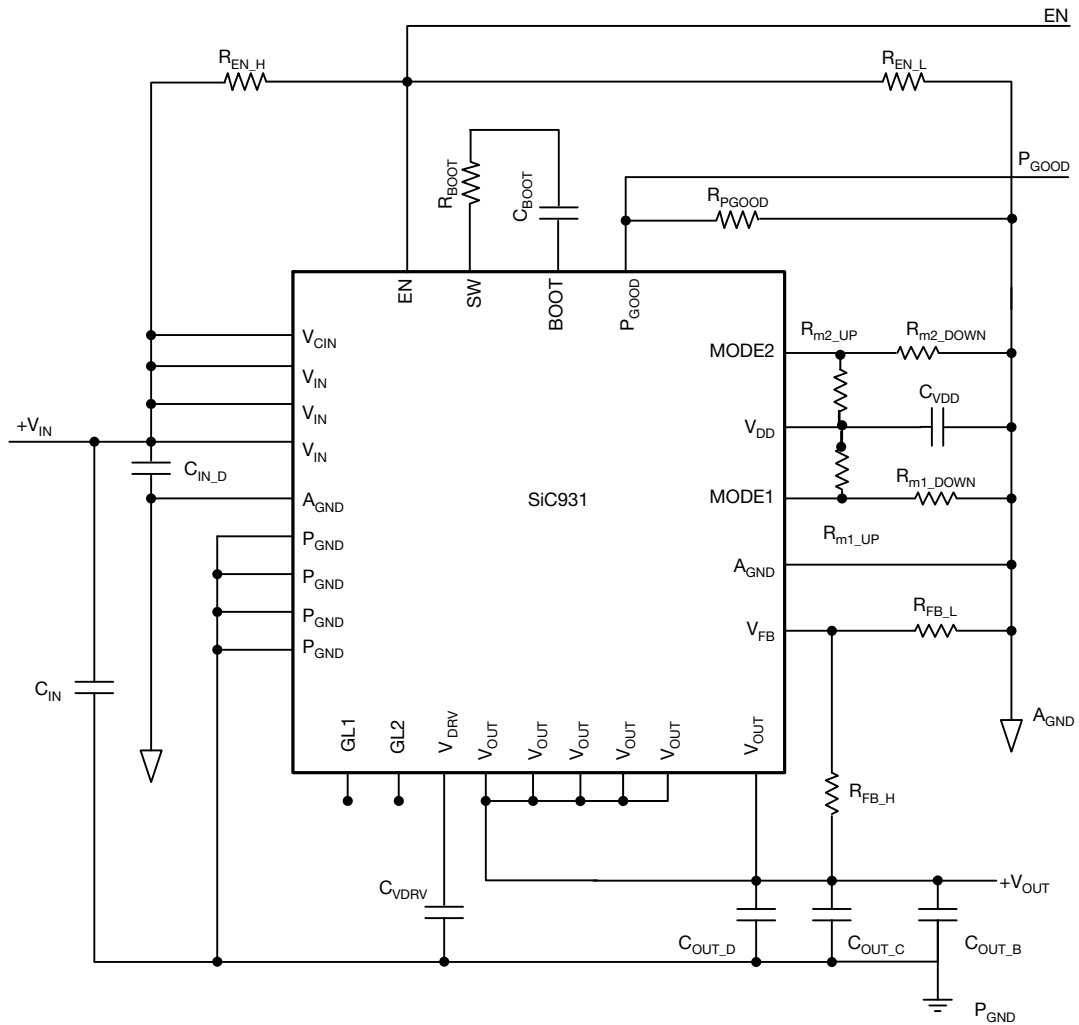 EN
R_EN_H
R_EN_L
P_GOOD
R_BOOT
C_BOOT
R_PGOOD
EN
SW
BOOT
P_GOOD
V_CIN
V_IN
V_IN
V_IN
A_GND
P_GND
P_GND
P_GND
P_GND
+V_IN
C_IN_D
C_IN
SiC931
MODE2
V_DD
MODE1
A_GND
V_FB
R_m2_UP
R_m2_DOWN
C_VDD
R_m1_DOWN
R_m1_UP
R_FB_L
A_GND
GL1
GL2
V_DRV
V_OUT
V_OUT
V_OUT
V_OUT
V_OUT
V_OUT
R_FB_H
C_VDRV
+V_OUT
C_OUT_D
C_OUT_C
C_OUT_B
P_GND